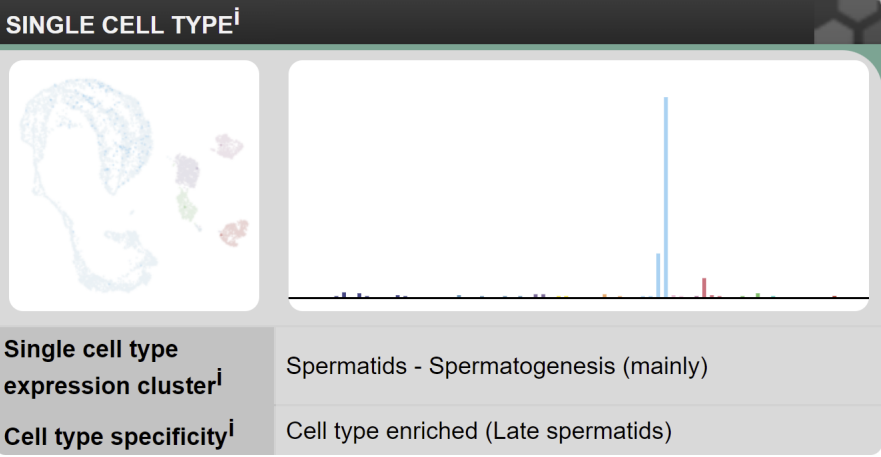 SINGLE CELL TYPEⁱ
Single cell type
expression clusterⁱ
Spermatids - Spermatogenesis (mainly)
Cell type specificityⁱ
Cell type enriched (Late spermatids)